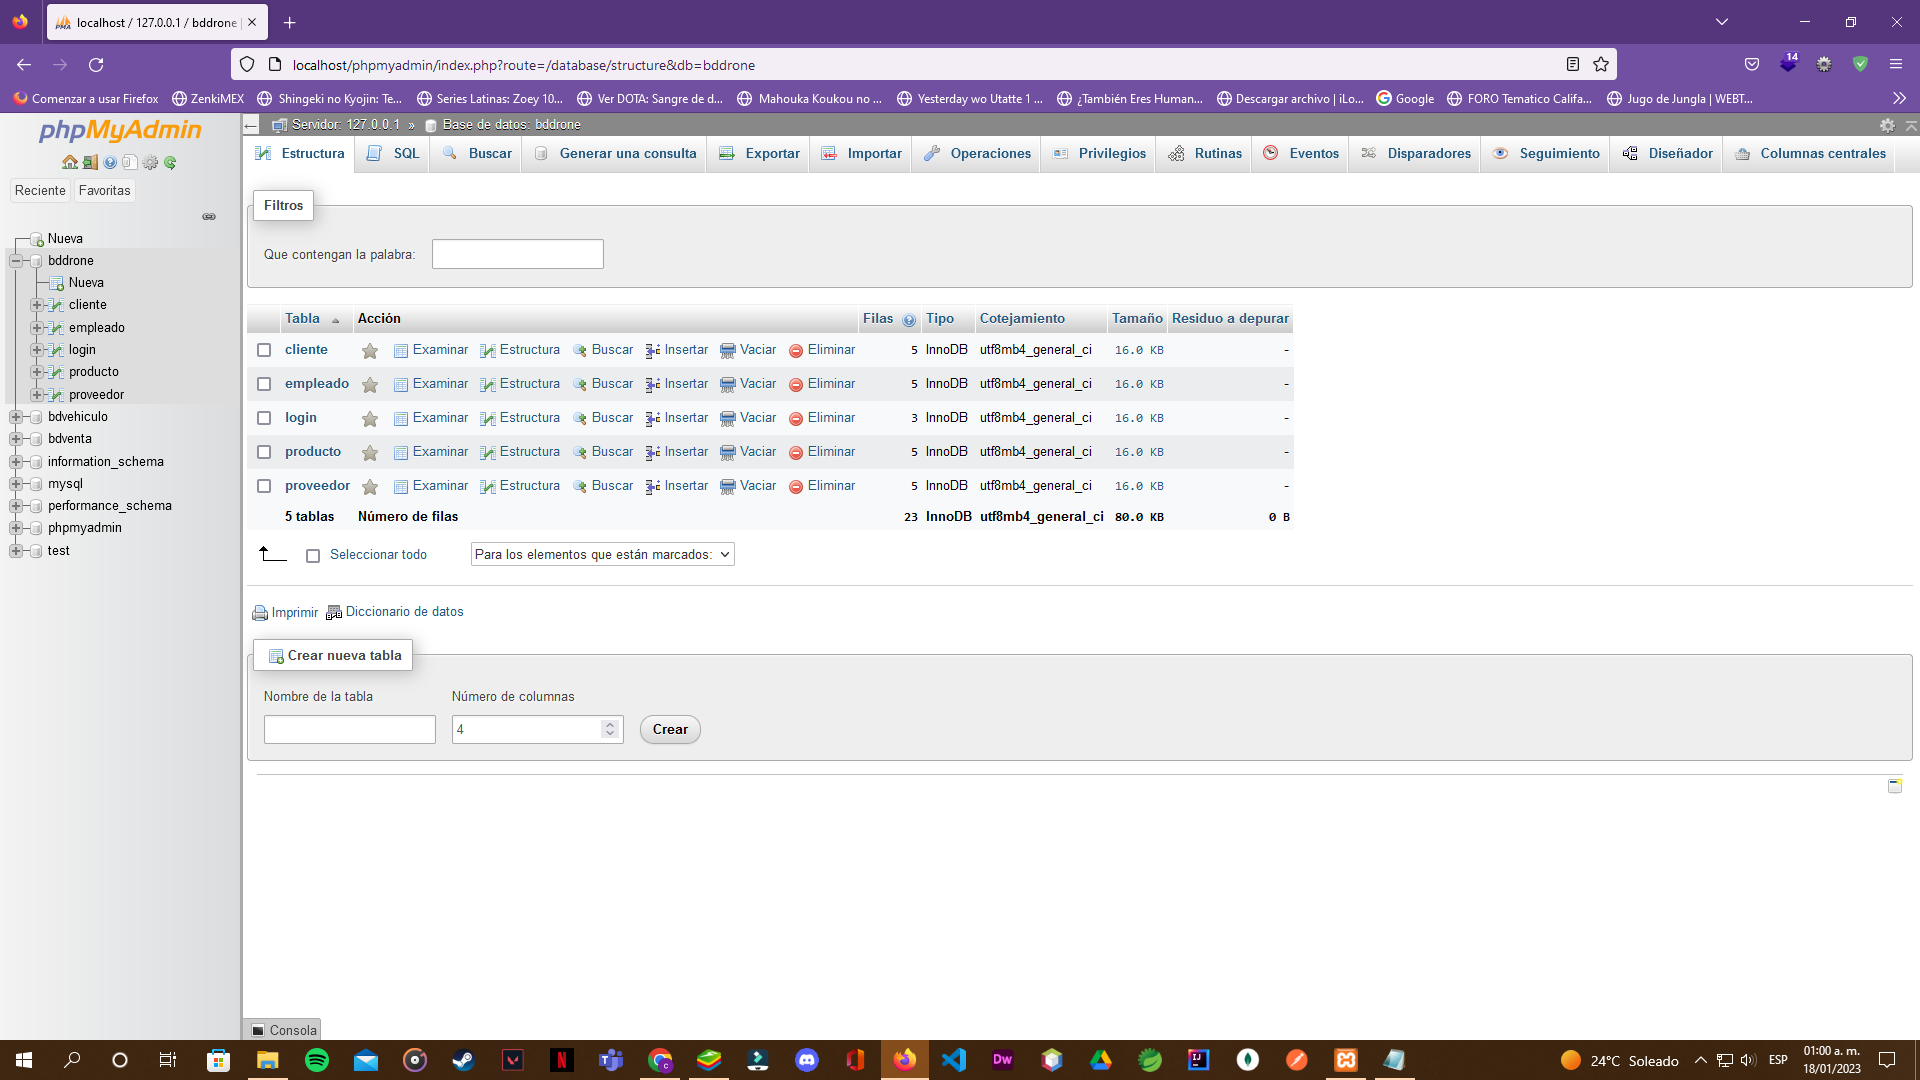 localhost / 127.0.0.1 / bddrone |
localhost/phpmyadmin/index.php?route=/database/structure&db=bddrone
14
Comenzar a usar Firefox ZenkiMEX Shingeki no Kyojin: Te... Series Latinas: Zoey 10... Ver DOTA: Sangre de d... Mahouka Koukou no ... Yesterday wo Utatte 1 ... ¿También Eres Human... Descargar archivo | iLo... Google FORO Tematico Califa... Jugo de Jungla | WEBT...
phpMyAdmin
Reciente Favoritas
Nueva
bddrone
Nueva
cliente
empleado
login
producto
proveedor
bdvehiculo
bdventa
information_schema
mysql
performance_schema
phpmyadmin
test
Servidor: 127.0.0.1 » Base de datos: bddrone
Estructura SQL Buscar Generar una consulta Exportar Importar Operaciones Privilegios Rutinas Eventos Disparadores Seguimiento Diseñador Columnas centrales
Filtros
Que contengan la palabra:
Tabla Acción Filas Tipo Cotejamiento Tamaño Residuo a depurar
cliente Examinar Estructura Buscar Insertar Vaciar Eliminar 5 InnoDB utf8mb4_general_ci 16.0 KB -
empleado Examinar Estructura Buscar Insertar Vaciar Eliminar 5 InnoDB utf8mb4_general_ci 16.0 KB -
login Examinar Estructura Buscar Insertar Vaciar Eliminar 3 InnoDB utf8mb4_general_ci 16.0 KB -
producto Examinar Estructura Buscar Insertar Vaciar Eliminar 5 InnoDB utf8mb4_general_ci 16.0 KB -
proveedor Examinar Estructura Buscar Insertar Vaciar Eliminar 5 InnoDB utf8mb4_general_ci 16.0 KB -
5 tablas Número de filas 23 InnoDB utf8mb4_general_ci 80.0 KB 0 B
Seleccionar todo Para los elementos que están marcados:
Imprimir Diccionario de datos
Crear nueva tabla
Nombre de la tabla Número de columnas
4 Crear
Consola
24°C Soleado ESP 01:00 a. m.
18/01/2023